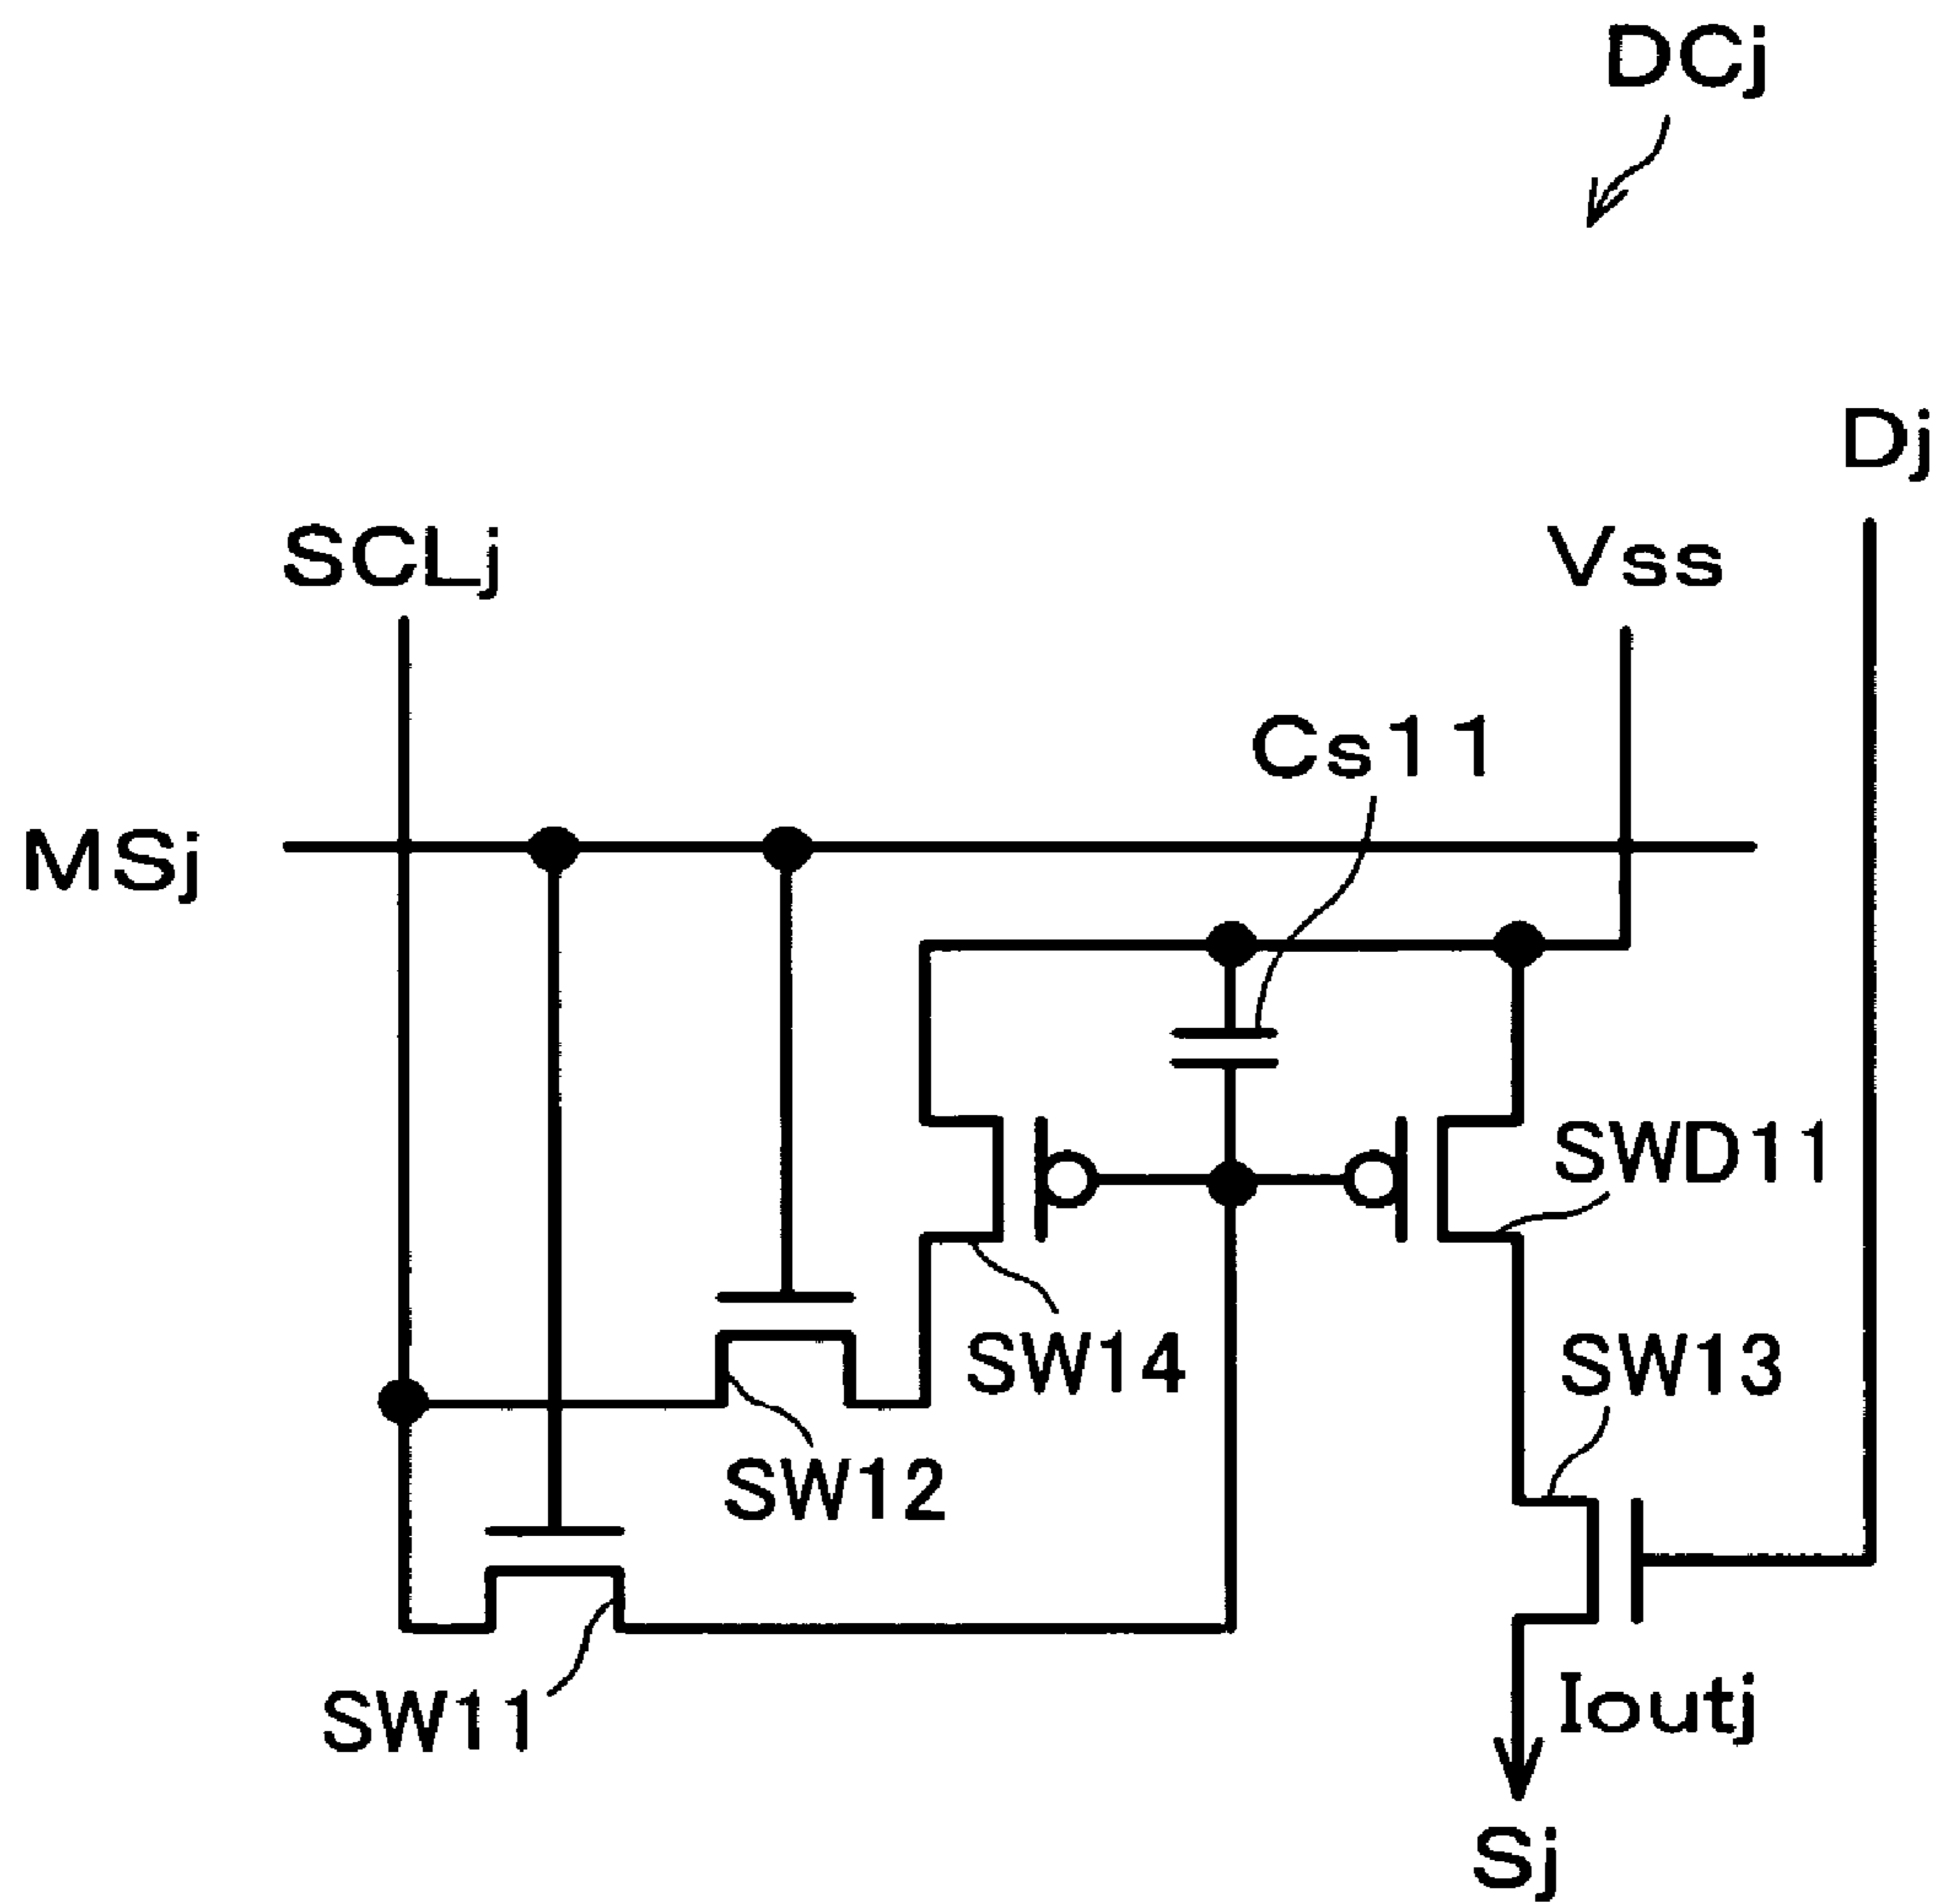 DCj
Dj
SCLj
Vss
Cs11
MSj
SWD11
SW14
SW13
SW12
SW11
Ioutj
Sj